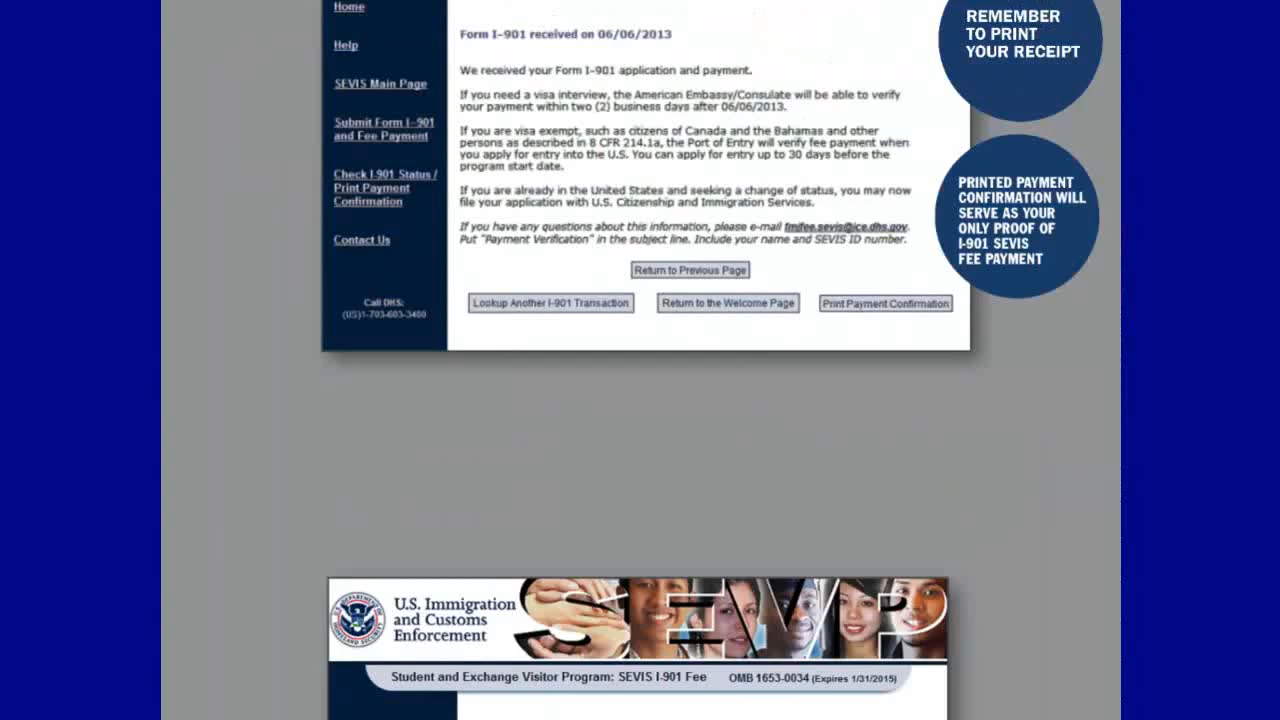 Home
Help
SEVIS Main Page
Submit Form I-901
and Fee Payment
Check I-901 Status /
Print Payment
Confirmation
Contact Us
Call DHS:
(US)1-703-603-3400
Form I-901 received on 06/06/2013
We received your Form I-901 application and payment.
If you need a visa interview, the American Embassy/Consulate will be able to verify
your payment within two (2) business days after 06/06/2013.
If you are visa exempt, such as citizens of Canada and the Bahamas and other
persons as described in 8 CFR 214.1a, the Port of Entry will verify fee payment when
you apply for entry into the U.S. You can apply for entry up to 30 days before the
program start date.
If you are already in the United States and seeking a change of status, you may now
file your application with U.S. Citizenship and Immigration Services.
If you have any questions about this information, please e-mail fmjfee.sevis@ice.dhs.gov.
Put "Payment Verification" in the subject line. Include your name and SEVIS ID number.
Return to Previous Page
Lookup Another I-901 Transaction
Return to the Welcome Page
Print Payment Confirmation
REMEMBER
TO PRINT
YOUR RECEIPT
PRINTED PAYMENT
CONFIRMATION WILL
SERVE AS YOUR
ONLY PROOF OF
I-901 SEVIS
FEE PAYMENT
U.S. Immigration
and Customs
Enforcement
SEVP
Student and Exchange Visitor Program: SEVIS I-901 Fee
OMB 1653-0034 (Expires 1/31/2015)